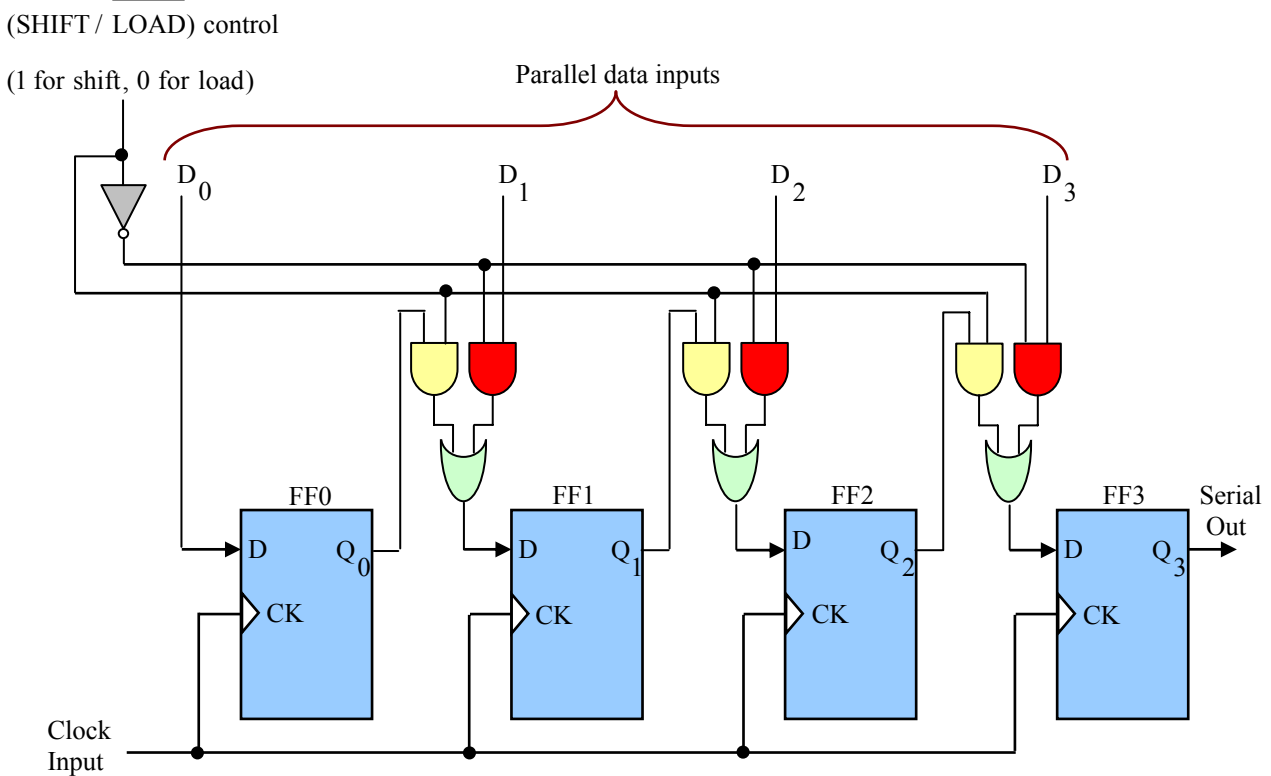 (SHIFT / LOAD) control
(1 for shift, 0 for load)
Parallel data inputs
D0
D1
D2
D3
FF0
FF1
FF2
FF3
Serial
Out
D
Q0
D
Q1
D
Q2
D
Q3
CK
CK
CK
CK
Clock
Input